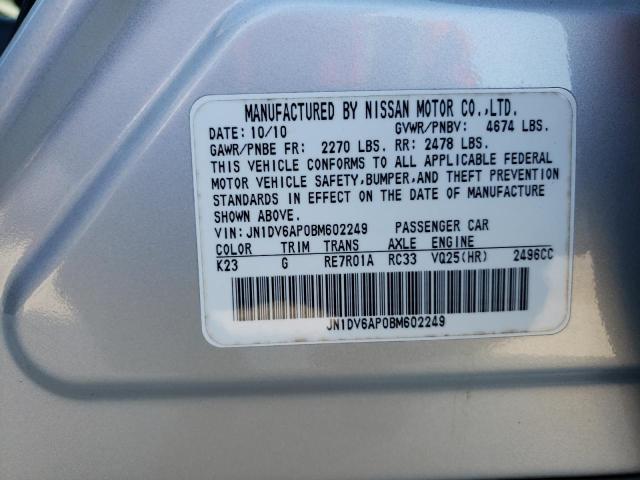 MANUFACTURED BY NISSAN MOTOR CO.,LTD.
DATE: 10/10 GVWR/PNBV: 4674 LBS.
GAWR/PNBE FR: 2270 LBS. RR: 2478 LBS.
THIS VEHICLE CONFORMS TO ALL APPLICABLE FEDERAL
MOTOR VEHICLE SAFETY,BUMPER,AND THEFT PREVENTION
STANDARDS IN EFFECT ON THE DATE OF MANUFACTURE
SHOWN ABOVE.
VIN: JN1DV6AP0BM602249 PASSENGER CAR
COLOR TRIM TRANS AXLE ENGINE
K23 G RE7R01A RC33 VQ25(HR) 2496CC
JN1DV6AP0BM602249